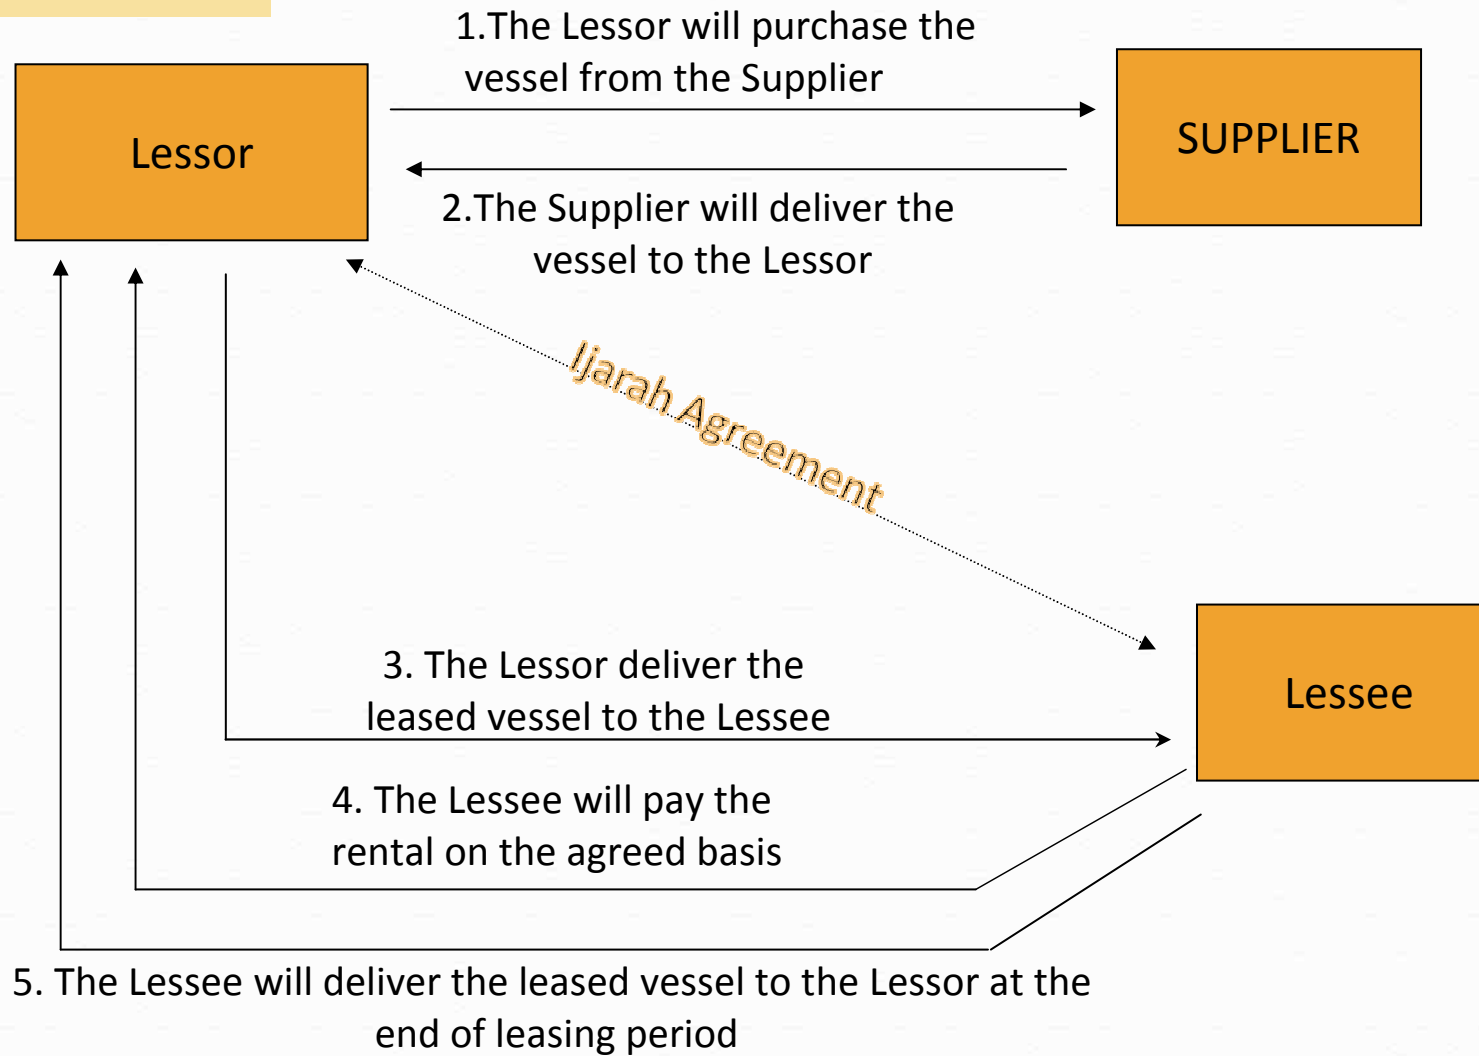 1.The Lessor will purchase the
vessel from the Supplier
Lessor
SUPPLIER
2.The Supplier will deliver the
vessel to the Lessor
Ijarah Agreement
3. The Lessor deliver the
leased vessel to the Lessee
Lessee
4. The Lessee will pay the
rental on the agreed basis
5. The Lessee will deliver the leased vessel to the Lessor at the
end of leasing period